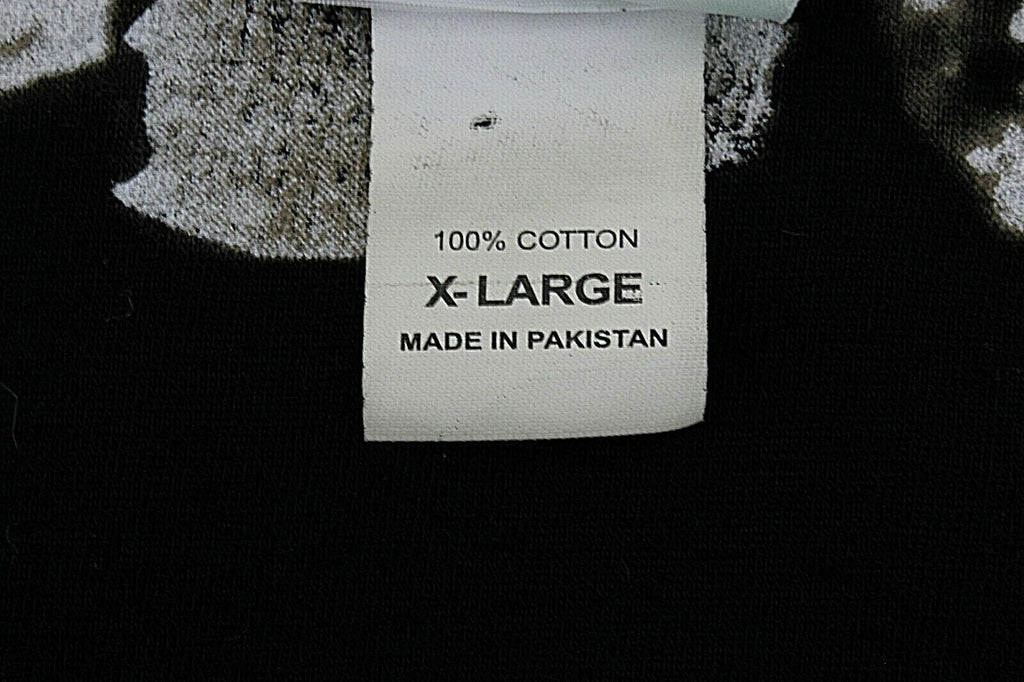 100% COTTON
X-LARGE
MADE IN PAKISTAN